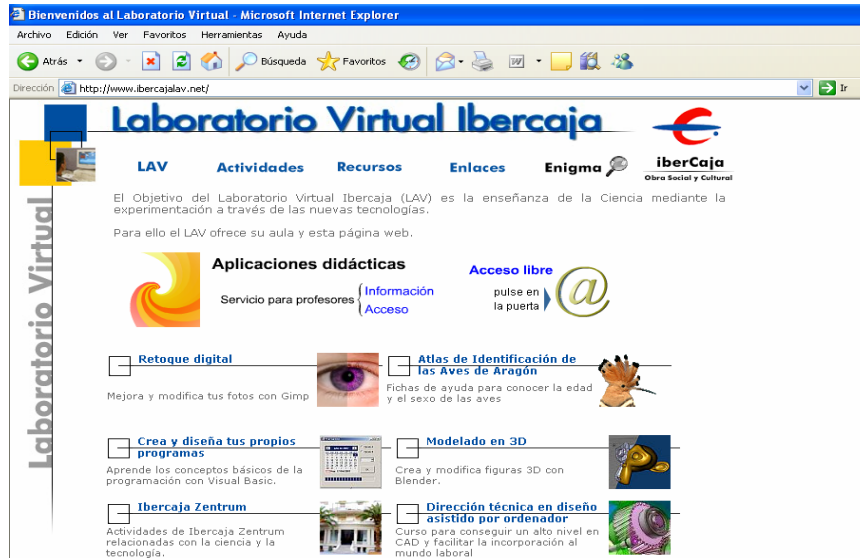 Bienvenidos al Laboratorio Virtual - Microsoft Internet Explorer
Archivo Edición Ver Favoritos Herramientas Ayuda
Atrás Búsqueda Favoritos
Dirección http://www.ibercajalav.net/ Ir
Laboratorio Virtual Ibercaja
LAV Actividades Recursos Enlaces Enigma
iberCaja
Obra Social y Cultural
Laboratorio Virtual
El Objetivo del Laboratorio Virtual Ibercaja (LAV) es la enseñanza de la Ciencia mediante la
experimentación a través de las nuevas tecnologías.
Para ello el LAV ofrece su aula y esta página web.
Aplicaciones didácticas
Servicio para profesores
Información
Acceso
Acceso libre
pulse en
la puerta
@
Retoque digital
Mejora y modifica tus fotos con Gimp
Atlas de Identificación de
las Aves de Aragón
Fichas de ayuda para conocer la edad
y el sexo de las aves
Crea y diseña tus propios
programas
Aprende los conceptos básicos de la
programación con Visual Basic.
Modelado en 3D
Crea y modifica figuras 3D con
Blender.
Ibercaja Zentrum
Actividades de Ibercaja Zentrum
relacionadas con la ciencia y la
tecnología.
Dirección técnica en diseño
asistido por ordenador
Curso para conseguir un alto nivel en
CAD y facilitar la incorporación al
mundo laboral